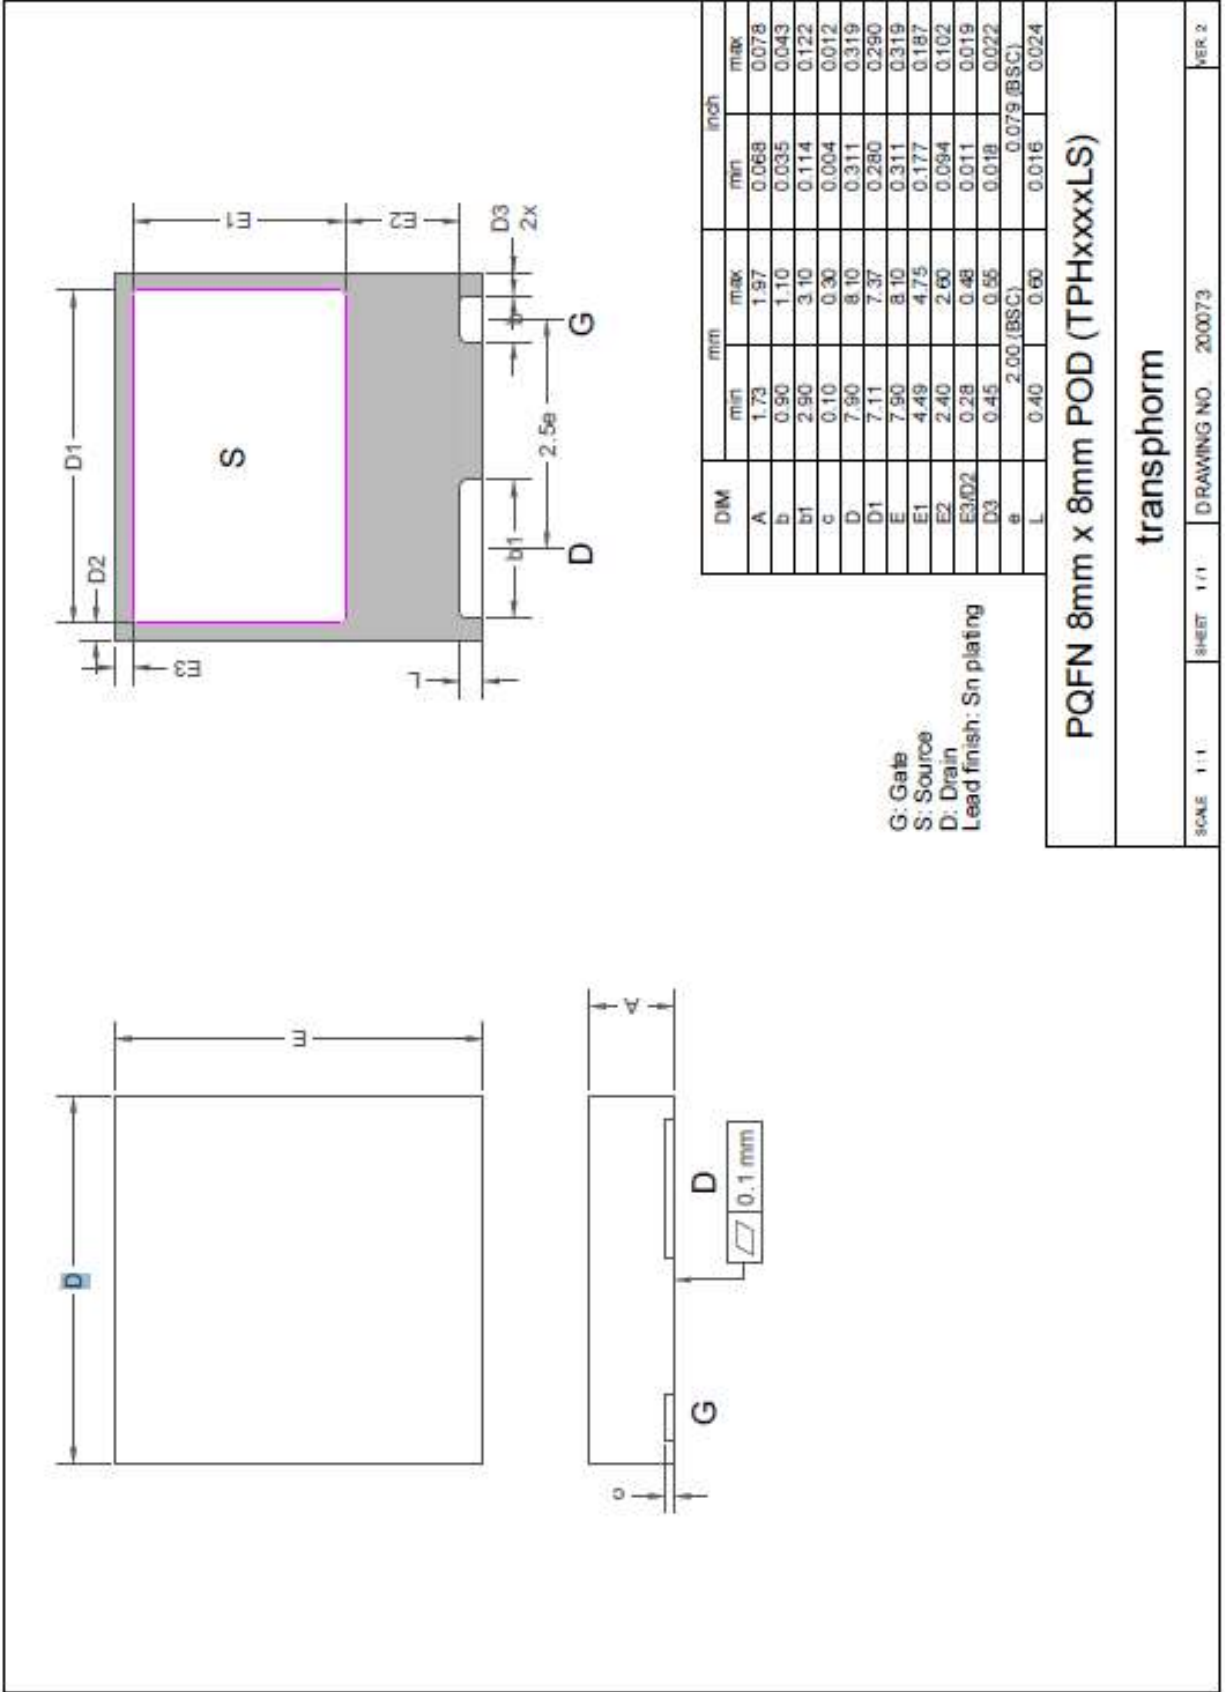 D
E
D1
D2
S
E1
E2
E3
L
D3
2X
b
b1
2.5e
D
G
A
c
G
D
0.1 mm
G: Gate
S: Source
D: Drain
Lead finish: Sn plating
DIM mm inch
min max min max
A 1.73 1.97 0.068 0.078
b 0.90 1.10 0.035 0.043
b1 2.90 3.10 0.114 0.122
c 0.10 0.30 0.004 0.012
D 7.90 8.10 0.311 0.319
D1 7.11 7.37 0.280 0.290
E 7.90 8.10 0.311 0.319
E1 4.49 4.75 0.177 0.187
E2 2.40 2.60 0.094 0.102
E3/D2 0.28 0.48 0.011 0.019
D3 0.45 0.55 0.018 0.022
e 2.00 (BSC) 0.079 (BSC)
L 0.40 0.60 0.016 0.024
PQFN 8mm x 8mm POD (TPHxxxLS)
transphorm
SCALE 1:1 SHEET 1/1 DRAWING NO. 200073 VER. 2